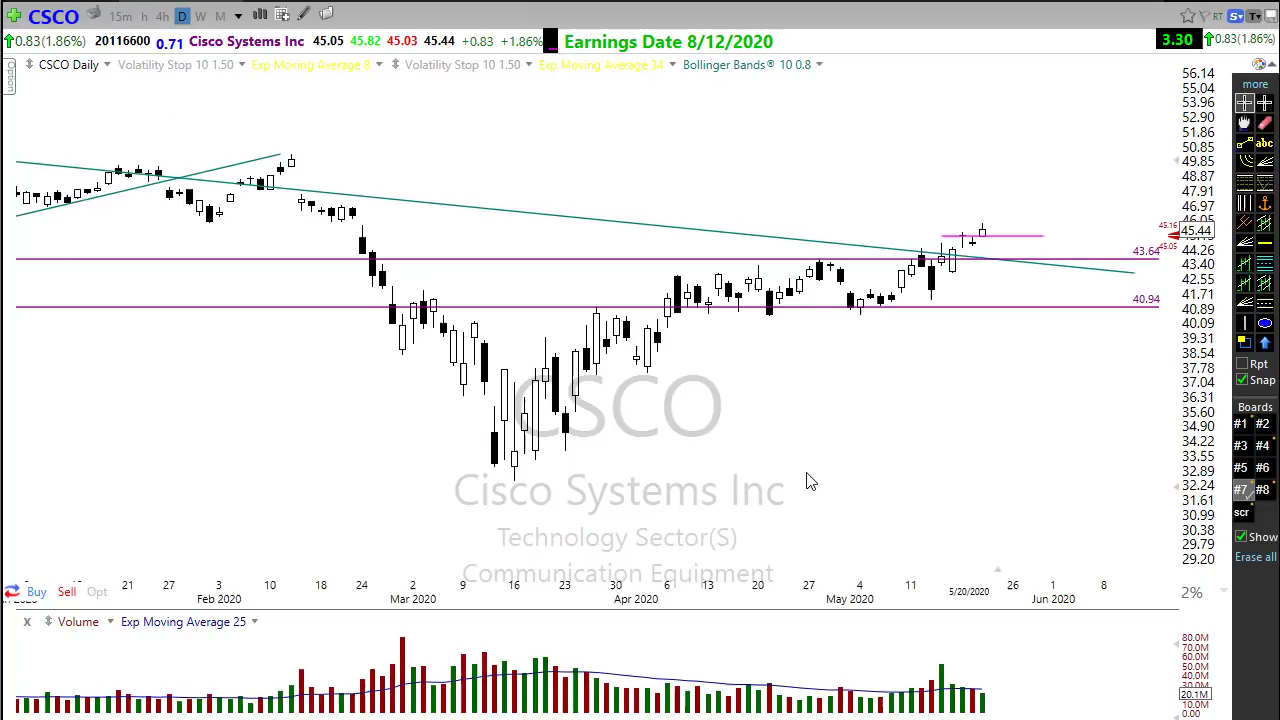 CSCO 15m h 4h D W M RT S T
0.83(1.86%) 20116600 0.71 Cisco Systems Inc 45.05 45.82 45.03 45.44 +0.83 +1.86% Earnings Date 8/12/2020 3.30 0.83(1.86%)
Option
CSCO Daily Volatility Stop 10 1.50 Exp Moving Average 8 Volatility Stop 10 1.50 Exp Moving Average 34 Bollinger Bands® 10 0.8
more
abc
56.14
55.04
53.96
52.90
51.86
50.85
49.85
48.87
47.91
46.97
46.05
45.16
45.44
45.05
44.26
43.64
43.40
42.55
41.71
40.94
40.89
40.09
39.31
38.54
37.78
37.04
36.31
35.60
34.90
34.22
33.55
32.89
32.24
31.61
30.99
30.38
29.79
29.20
Rpt
Snap
Boards
#1 #2
#3 #4
#5 #6
#7 #8
scr
Show
Erase all
CSCO
Cisco Systems Inc
Technology Sector(S)
Communication Equipment
21 27 3 10 18 24 2 9 16 23 30 6 13 20 27 4 11 26 1 8
Buy Sell Opt 2%
Feb 2020 Mar 2020 Apr 2020 May 2020 5/20/2020 Jun 2020
x Volume Exp Moving Average 25
80.0M
70.0M
60.0M
50.0M
40.0M
30.0M
20.1M
10.0M
0.00